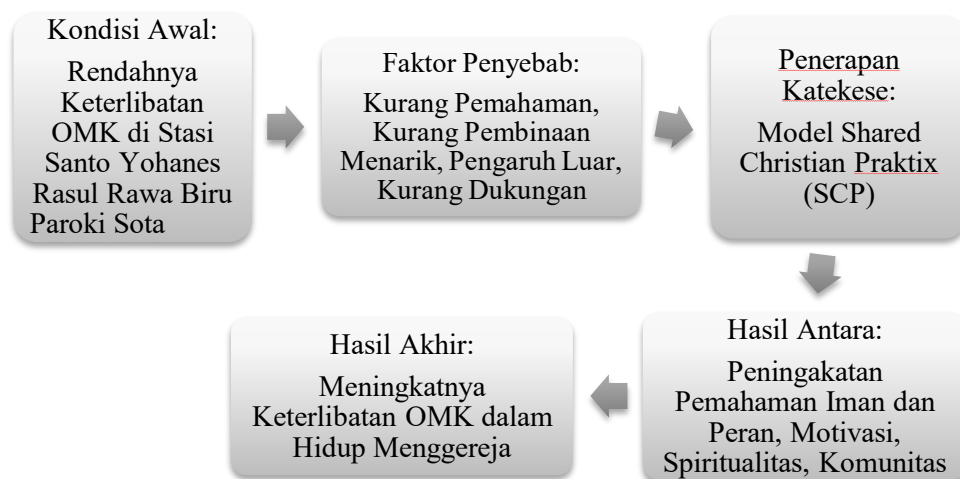 Kondisi Awal:
Rendahnya
Keterlibatan
OMK di Stasi
Santo Yohanes
Rasul Rawa Biru
Paroki Sota
Faktor Penyebab:
Kurang Pemahaman,
Kurang Pembinaan
Menarik, Pengaruh Luar,
Kurang Dukungan
Penerapan
Katekese:
Model Shared
Christian Praktix
(SCP)
Hasil Antara:
Peningakatan
Pemahaman Iman dan
Peran, Motivasi,
Spiritualitas, Komunitas
Hasil Akhir:
Meningkatnya
Keterlibatan OMK dalam
Hidup Menggereja